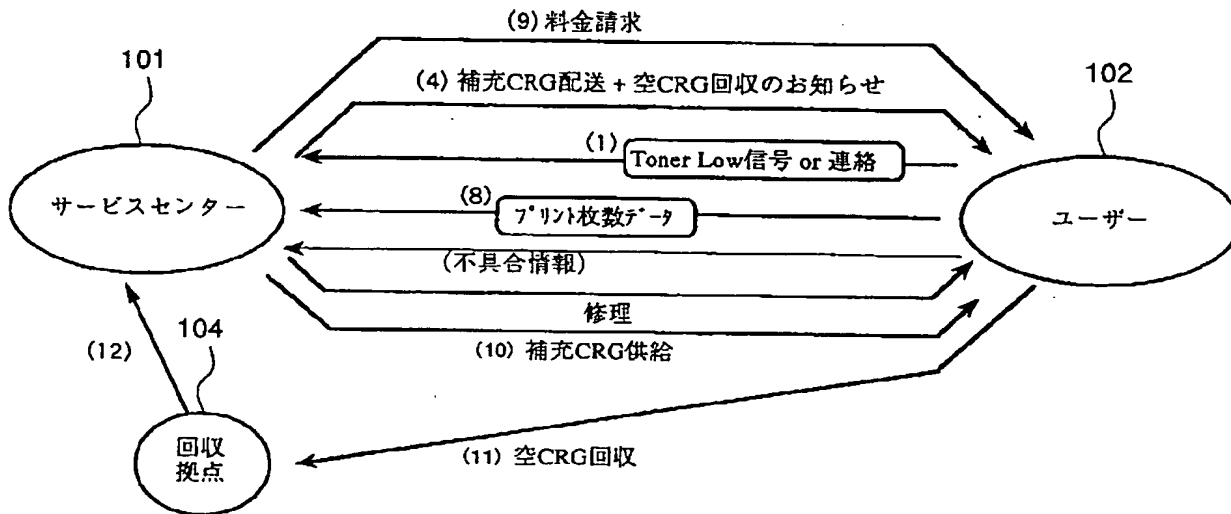 (9) 料金請求
101
(4) 補充CRG配送 + 空CRG回収のお知らせ
102
(1) Toner Low信号 or 連絡
サービスセンター
(8) プリント枚数データ
ユーザー
(不具合情報)
修理
104
(12)
(10) 補充CRG供給
回収
拠点
(11) 空CRG回収